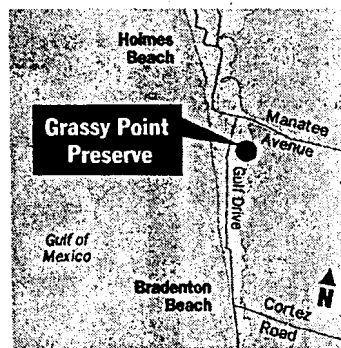 Holmes
Beach
Grassy Point
Preserve
Manatee
Avenue
Gulf Drive
Gulf of
Mexico
Bradenton
Beach
N
Cortez
Road